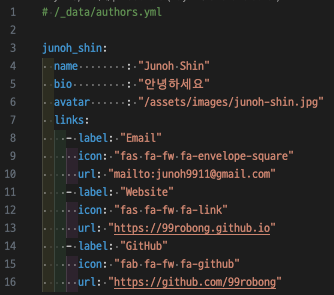 1 # /_data/authors.yml
2
3 junoh_shin:
4   name        : "Junoh Shin"
5   bio         : "안녕하세요"
6   avatar      : "/assets/images/junoh-shin.jpg"
7   links:
8     - label: "Email"
9       icon: "fas fa-fw fa-envelope-square"
10       url: "mailto:junoh9911@gmail.com"
11     - label: "Website"
12       icon: "fas fa-fw fa-link"
13       url: "https://99robong.github.io"
14     - label: "GitHub"
15       icon: "fab fa-fw fa-github"
16       url: "https://github.com/99robong"